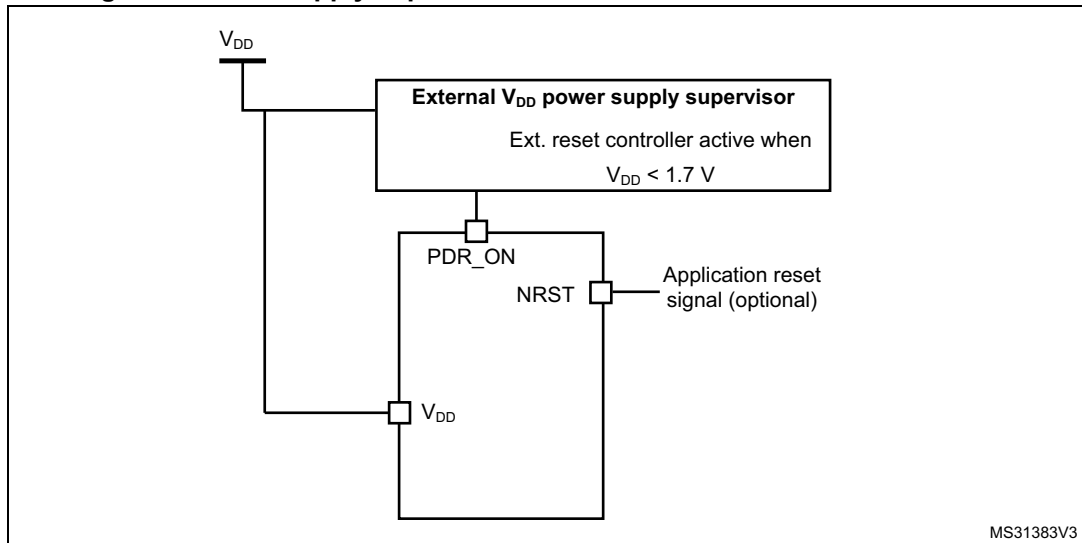 V_DD
External V_DD power supply supervisor
Ext. reset controller active when
V_DD < 1.7 V
PDR_ON
NRST
Application reset
signal (optional)
V_DD
MS31383V3